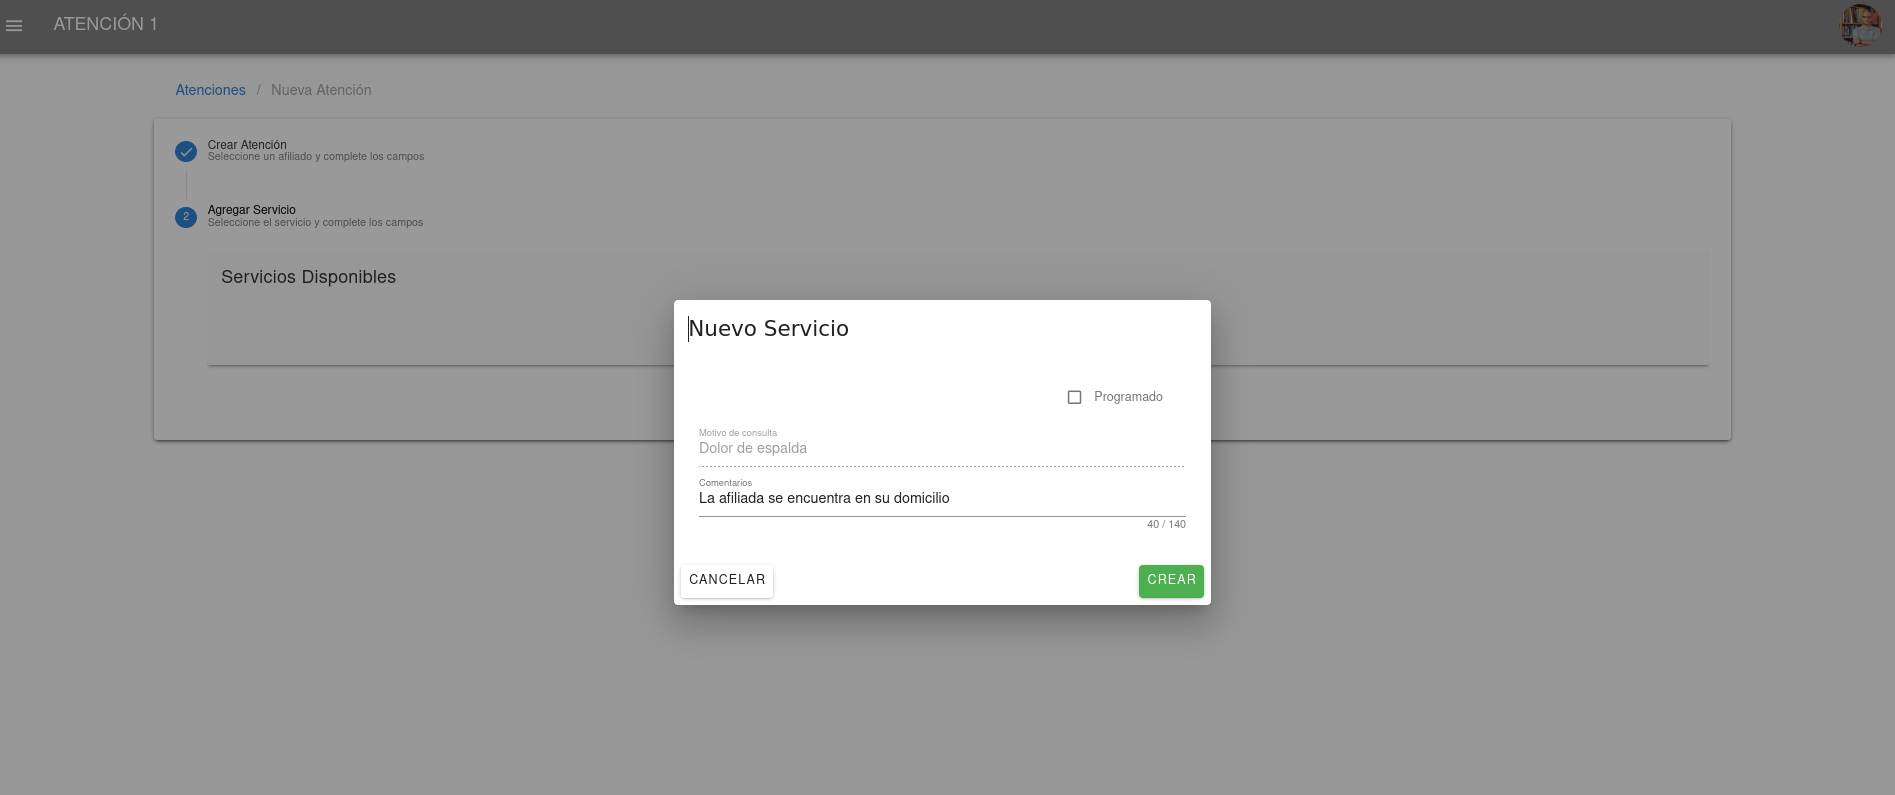 ATENCIÓN 1
Atenciones / Nueva Atención
Crear Atención
Seleccione un afiliado y complete los campos
2
Agregar Servicio
Seleccione el servicio y complete los campos
Servicios Disponibles
Nuevo Servicio
Programado
Motivo de consulta
Dolor de espalda
Comentarios
La afiliada se encuentra en su domicilio
40 / 140
CANCELAR
CREAR